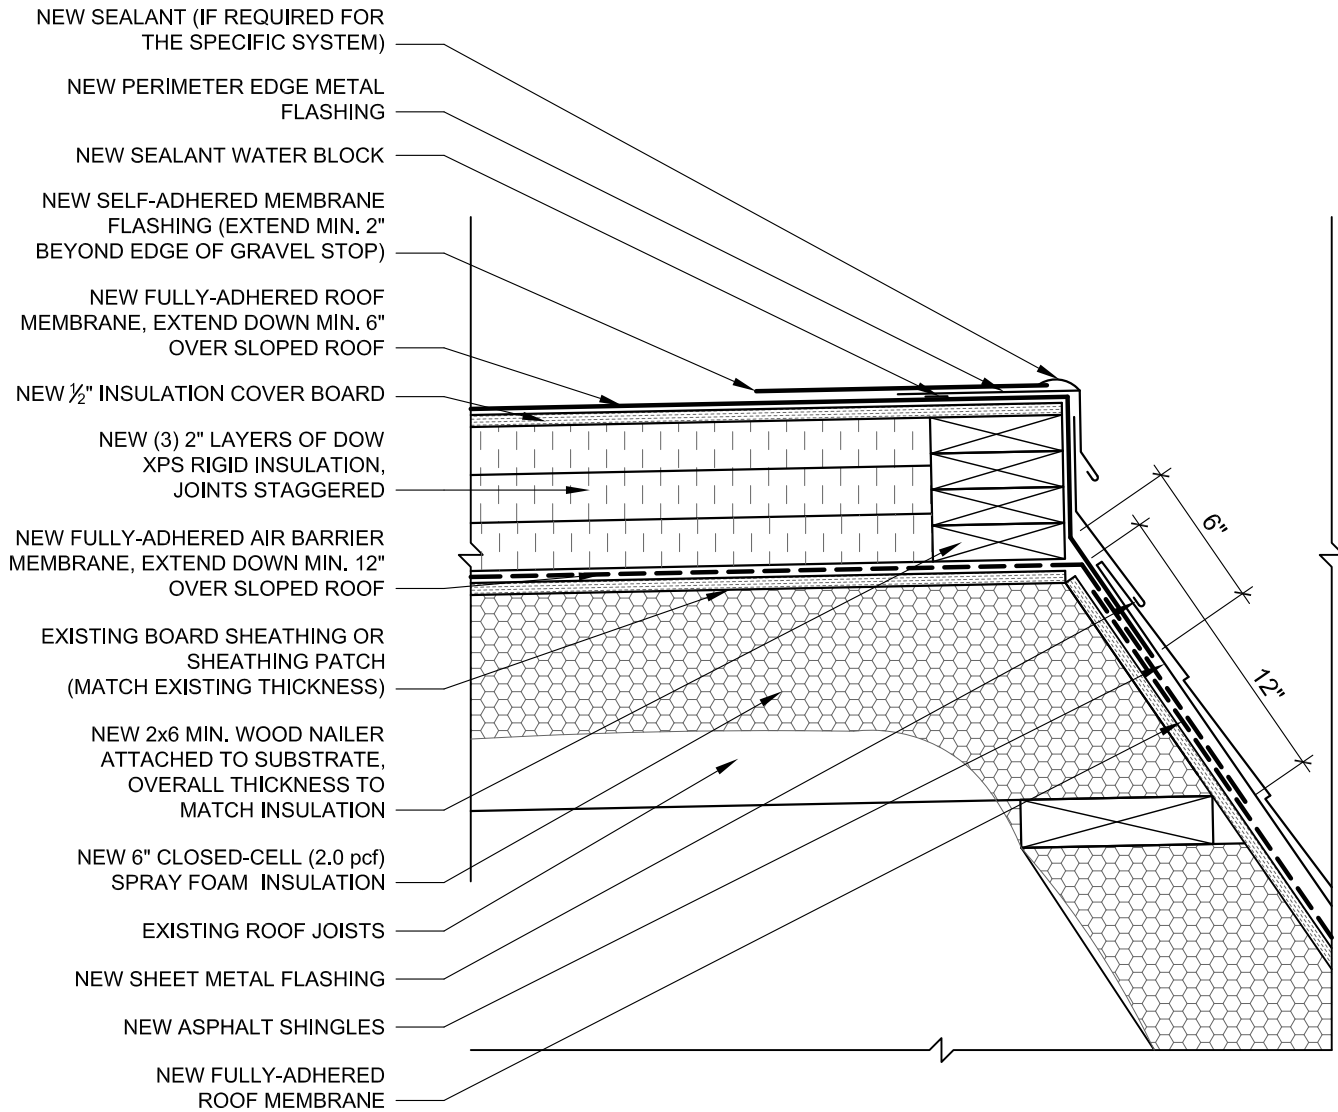 NEW SEALANT (IF REQUIRED FOR
THE SPECIFIC SYSTEM)
NEW PERIMETER EDGE METAL
FLASHING
NEW SEALANT WATER BLOCK
NEW SELF-ADHERED MEMBRANE
FLASHING (EXTEND MIN. 2"
BEYOND EDGE OF GRAVEL STOP)
NEW FULLY-ADHERED ROOF
MEMBRANE, EXTEND DOWN MIN. 6"
OVER SLOPED ROOF
NEW ½" INSULATION COVER BOARD
NEW (3) 2" LAYERS OF DOW
XPS RIGID INSULATION,
JOINTS STAGGERED
NEW FULLY-ADHERED AIR BARRIER
MEMBRANE, EXTEND DOWN MIN. 12"
OVER SLOPED ROOF
EXISTING BOARD SHEATHING OR
SHEATHING PATCH
(MATCH EXISTING THICKNESS)
NEW 2x6 MIN. WOOD NAILER
ATTACHED TO SUBSTRATE,
OVERALL THICKNESS TO
MATCH INSULATION
NEW 6" CLOSED-CELL (2.0 pcf)
SPRAY FOAM INSULATION
EXISTING ROOF JOISTS
NEW SHEET METAL FLASHING
NEW ASPHALT SHINGLES
NEW FULLY-ADHERED
ROOF MEMBRANE
6"
12"